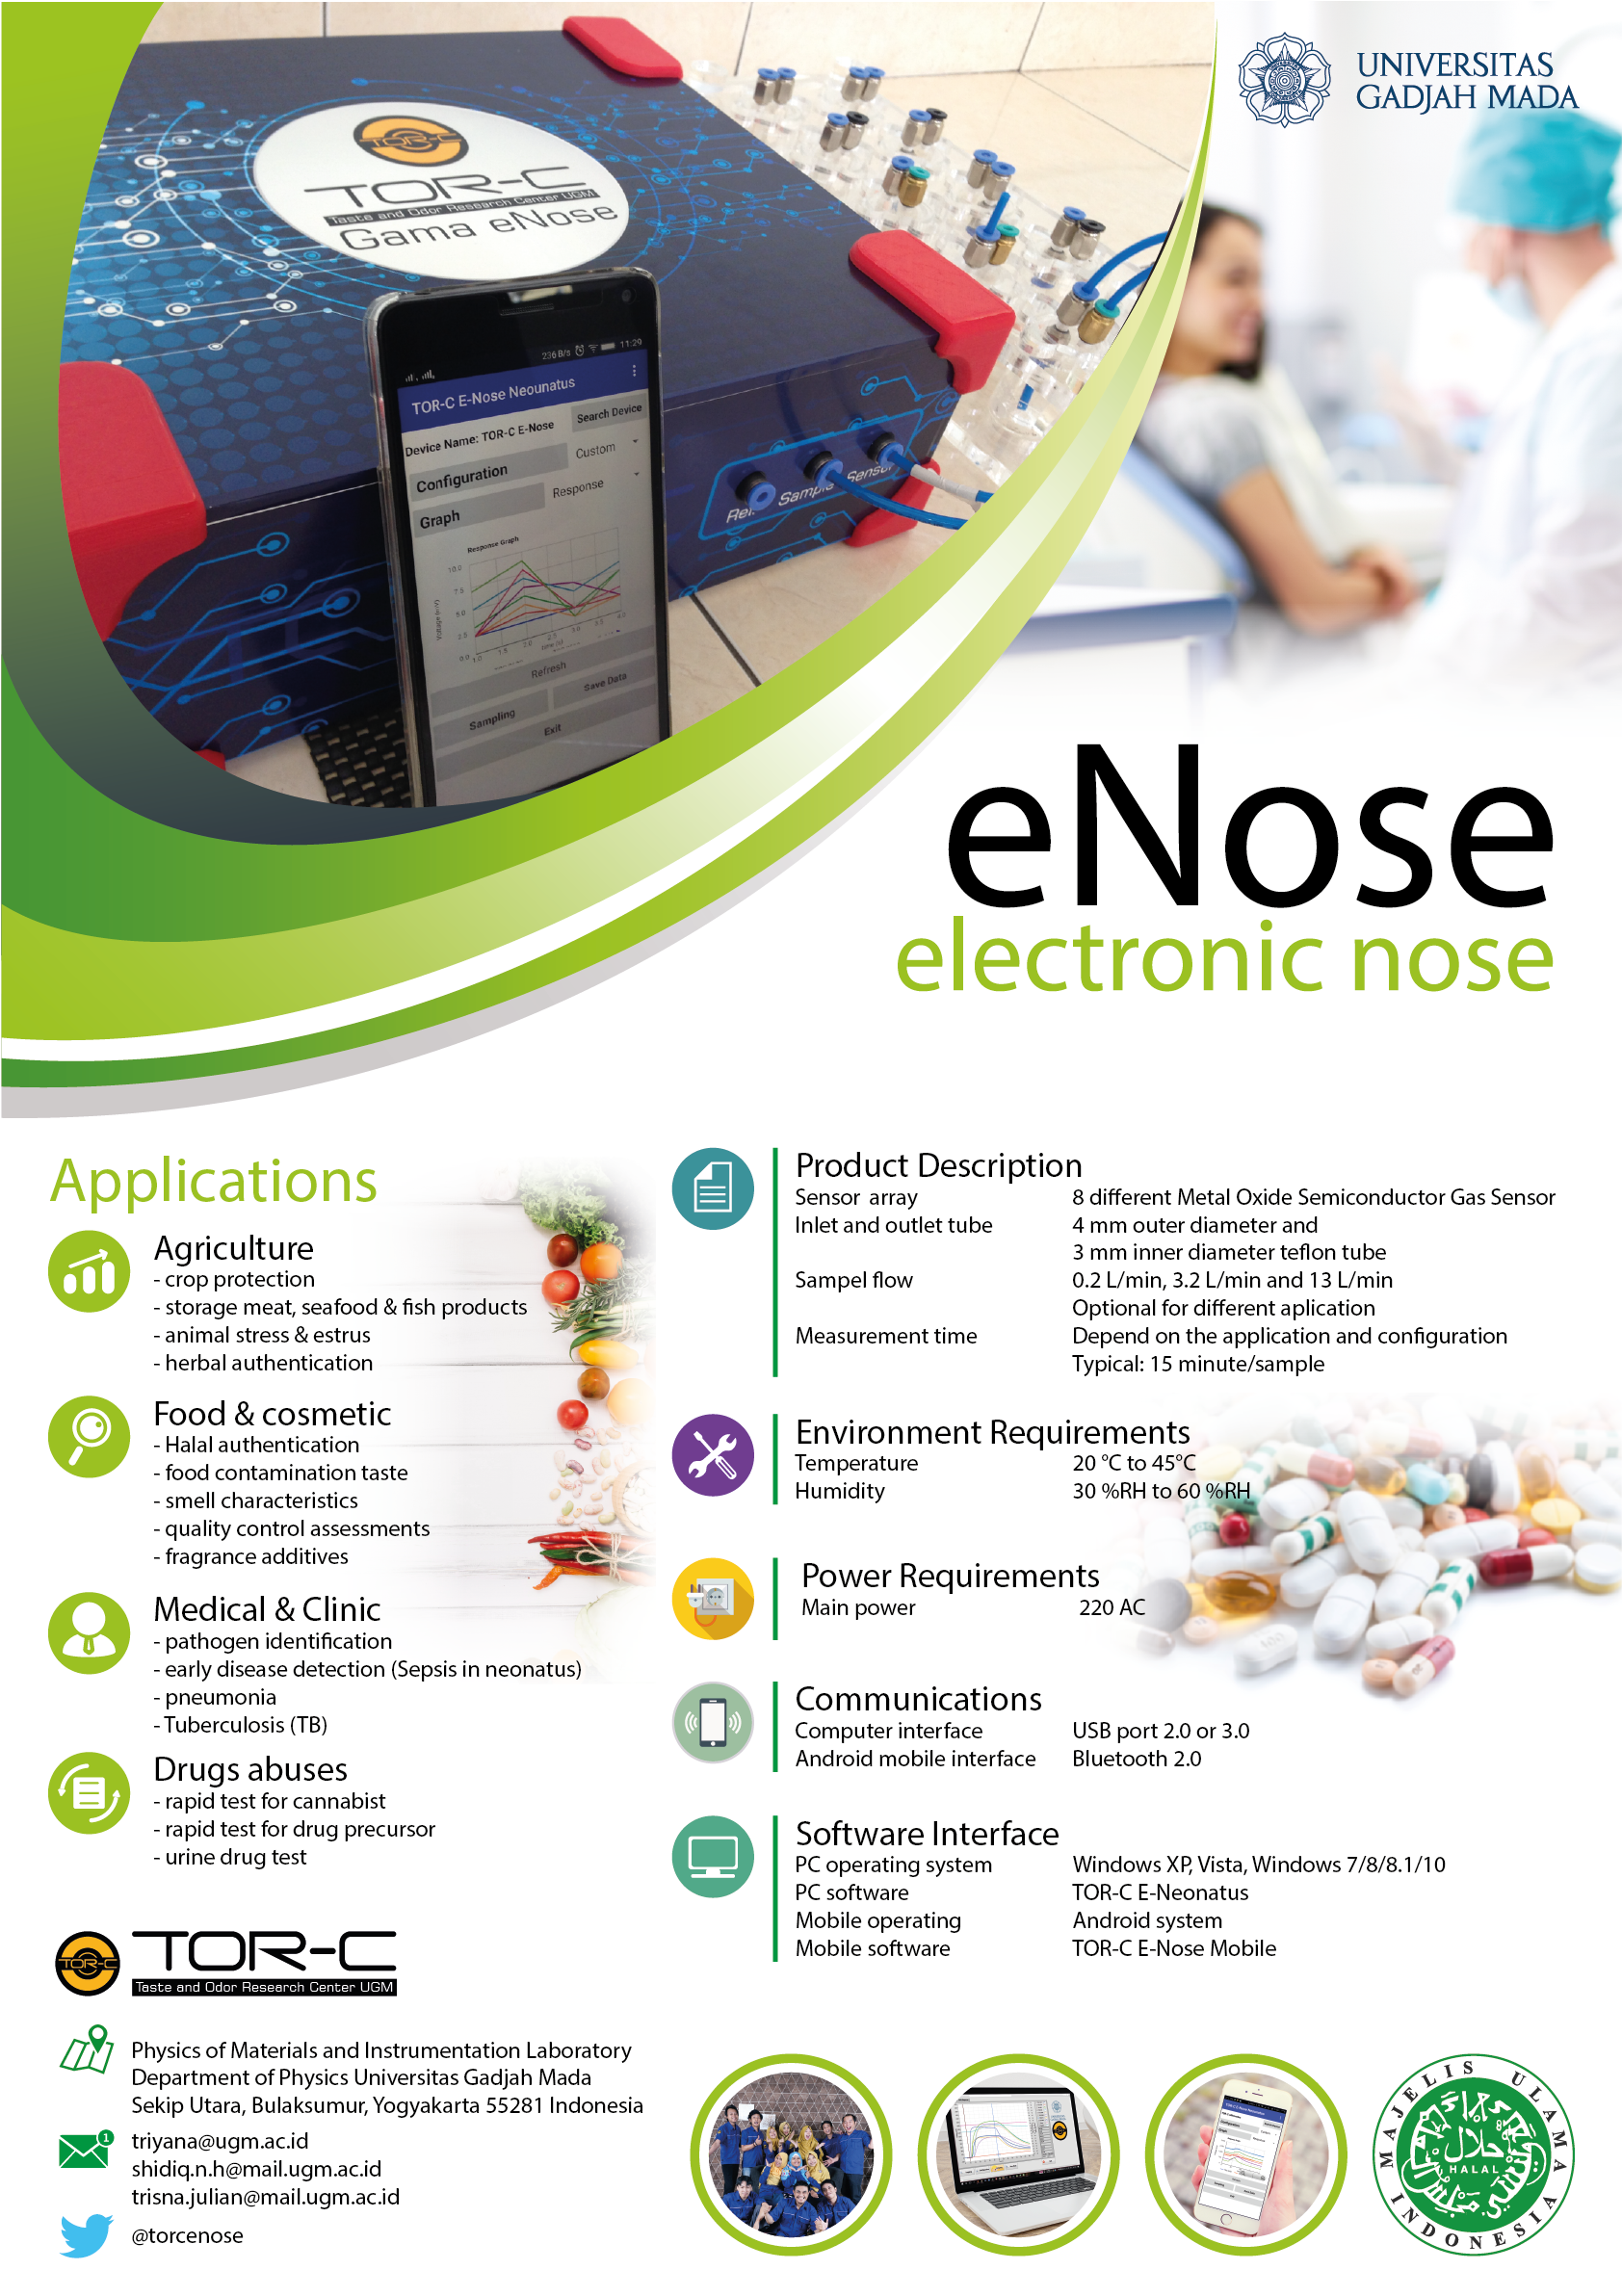 UNIVERSITAS
GADJAH MADA
TOR-C
TOR-C
Taste and Odor Research Center UGM
Gama eNose
236 B/s 11:29
TOR-C E-Nose Neounatus
Device Name: TOR-C E-Nose
Search Device
Configuration
Custom
Graph
Response
Response Graph
Refresh
Sampling
Save Data
Exit
eNose
electronic nose
Applications
Agriculture
- crop protection
- storage meat, seafood & fish products
- animal stress & estrus
- herbal authentication
Food & cosmetic
- Halal authentication
- food contamination taste
- smell characteristics
- quality control assessments
- fragrance additives
Medical & Clinic
- pathogen identification
- early disease detection (Sepsis in neonatus)
- pneumonia
- Tuberculosis (TB)
Drugs abuses
- rapid test for cannabist
- rapid test for drug precursor
- urine drug test
Product Description
Sensor array 8 different Metal Oxide Semiconductor Gas Sensor
Inlet and outlet tube 4 mm outer diameter and
3 mm inner diameter teflon tube
Sampel flow 0.2 L/min, 3.2 L/min and 13 L/min
Optional for different aplication
Measurement time Depend on the application and configuration
Typical: 15 minute/sample
Environment Requirements
Temperature 20 °C to 45°C
Humidity 30 %RH to 60 %RH
Power Requirements
Main power 220 AC
Communications
Computer interface USB port 2.0 or 3.0
Android mobile interface Bluetooth 2.0
Software Interface
PC operating system Windows XP, Vista, Windows 7/8/8.1/10
PC software TOR-C E-Neonatus
Mobile operating Android system
Mobile software TOR-C E-Nose Mobile
TOR-C
TOR-C
Taste and Odor Research Center UGM
Physics of Materials and Instrumentation Laboratory
Department of Physics Universitas Gadjah Mada
Sekip Utara, Bulaksumur, Yogyakarta 55281 Indonesia
1
triyana@ugm.ac.id
shidiq.n.h@mail.ugm.ac.id
trisna.julian@mail.ugm.ac.id
@torcenose
MAJELIS ULAMA
حلال
HALAL
INDONESIA